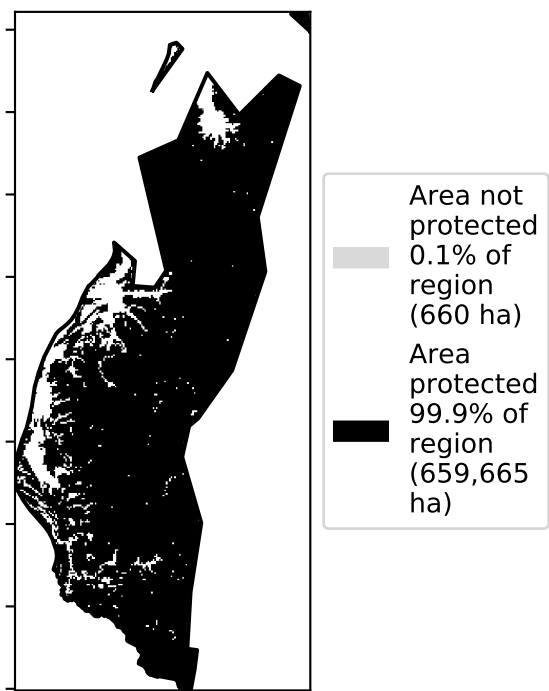 Area not
protected
0.1% of
region
(660 ha)
Area
protected
99.9% of
region
(659,665
ha)